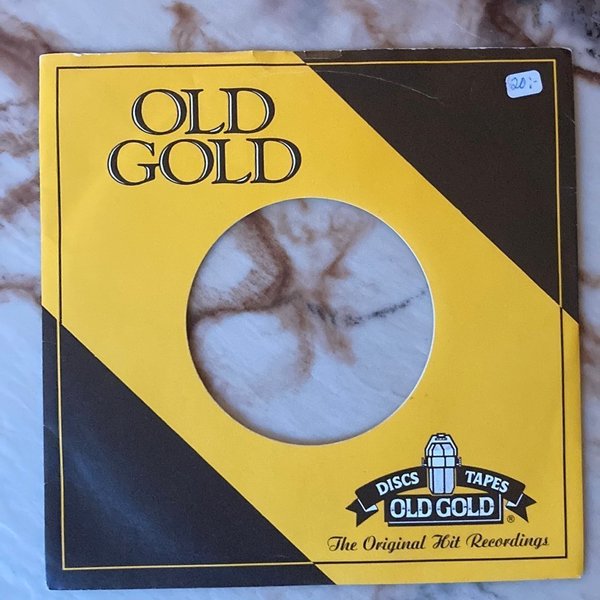 20:-
OLD
GOLD
DISCS TAPES
OLD GOLD ®
The Original Hit Recordings